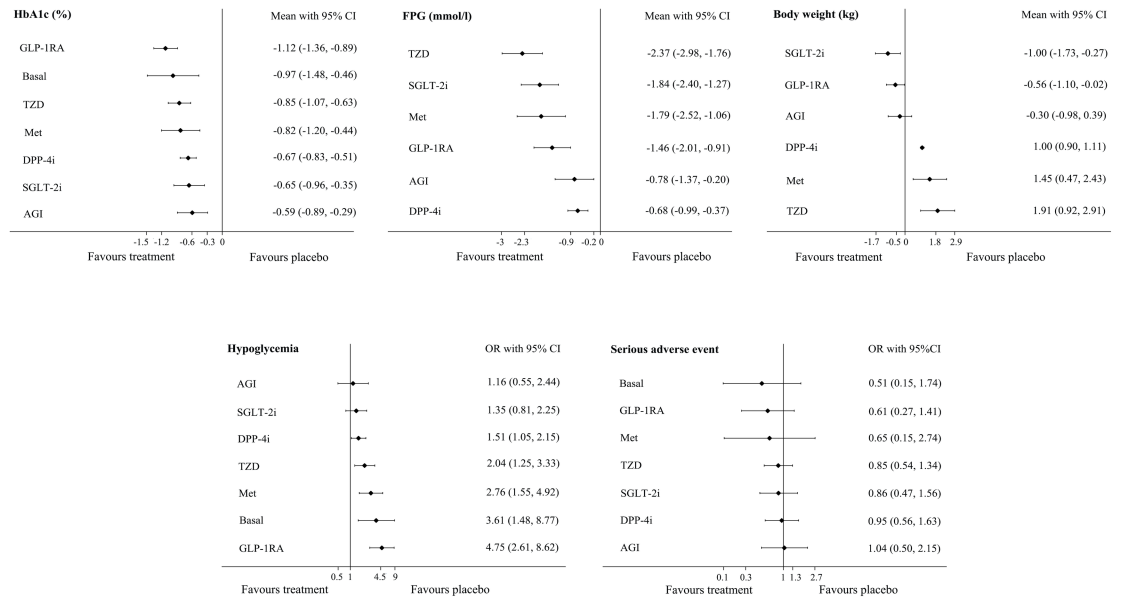 HbA1c (%) Mean with 95% CI
GLP-1RA -1.12 (-1.36, -0.89)
Basal -0.97 (-1.48, -0.46)
TZD -0.85 (-1.07, -0.63)
Met -0.82 (-1.20, -0.44)
DPP-4i -0.67 (-0.83, -0.51)
SGLT-2i -0.65 (-0.96, -0.35)
AGI -0.59 (-0.89, -0.29)
-1.5 -1.2 -0.6 -0.3 0
Favours treatment Favours placebo
FPG (mmol/l) Mean with 95% CI
TZD -2.37 (-2.98, -1.76)
SGLT-2i -1.84 (-2.40, -1.27)
Met -1.79 (-2.52, -1.06)
GLP-1RA -1.46 (-2.01, -0.91)
AGI -0.78 (-1.37, -0.20)
DPP-4i -0.68 (-0.99, -0.37)
-3 -2.3 -0.9 -0.2 0
Favours treatment Favours placebo
Body weight (kg) Mean with 95% CI
SGLT-2i -1.00 (-1.73, -0.27)
GLP-1RA -0.56 (-1.10, -0.02)
AGI -0.30 (-0.98, 0.39)
DPP-4i 1.00 (0.90, 1.11)
Met 1.45 (0.47, 2.43)
TZD 1.91 (0.92, 2.91)
-1.7 -0.5 0 1.8 2.9
Favours treatment Favours placebo
Hypoglycemia OR with 95% CI
AGI 1.16 (0.55, 2.44)
SGLT-2i 1.35 (0.81, 2.25)
DPP-4i 1.51 (1.05, 2.15)
TZD 2.04 (1.25, 3.33)
Met 2.76 (1.55, 4.92)
Basal 3.61 (1.48, 8.77)
GLP-1RA 4.75 (2.61, 8.62)
0.5 1 4.5 9
Favours treatment Favours placebo
Serious adverse event OR with 95%CI
Basal 0.51 (0.15, 1.74)
GLP-1RA 0.61 (0.27, 1.41)
Met 0.65 (0.15, 2.74)
TZD 0.85 (0.54, 1.34)
SGLT-2i 0.86 (0.47, 1.56)
DPP-4i 0.95 (0.56, 1.63)
AGI 1.04 (0.50, 2.15)
0.1 0.3 1 1.3 2.7
Favours treatment Favours placebo